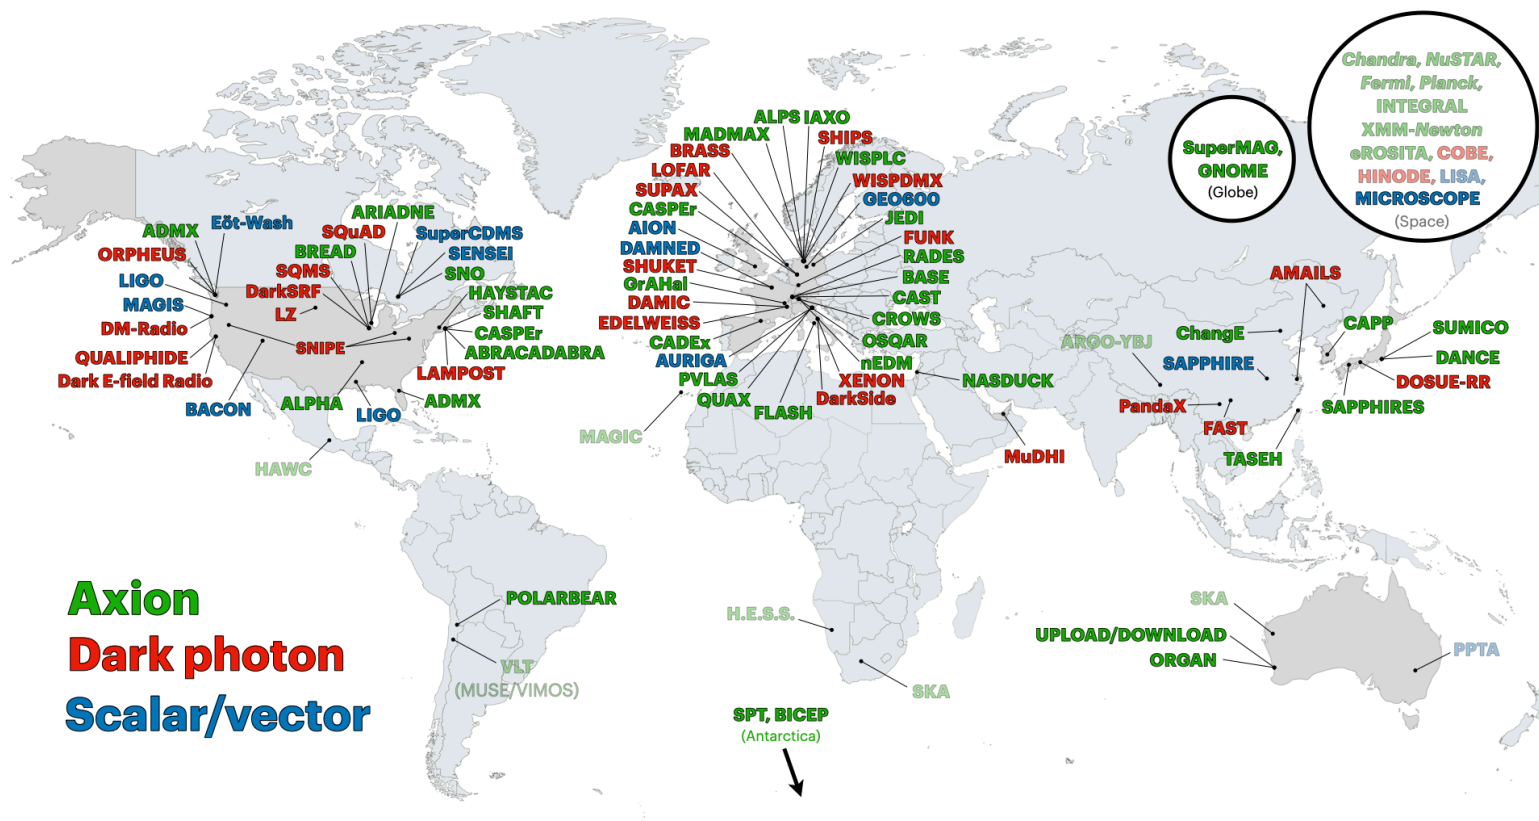 Chandra, NuSTAR,
Fermi, Planck,
INTEGRAL
XMM-Newton
eROSITA, COBE,
HINODE, LISA,
MICROSCOPE
(Space)
SuperMAG,
GNOME
(Globe)
ALPS
IAXO
MADMAX
SHIPS
BRASS
WISPLC
LOFAR
WISPDMX
SUPAX
GEO600
CASPEr
JEDI
AION
FUNK
DAMNED
RADES
SHUKET
BASE
GrAHal
CAST
DAMIC
CROWS
EDELWEISS
OSQAR
CADEx
nEDM
AURIGA
XENON
PVLAS
DarkSide
QUAX
FLASH
NASDUCK
MAGIC
MuDHI
ADMX
Eöt-Wash
ARIADNE
SQuAD
SuperCDMS
ORPHEUS
BREAD
SENSEI
LIGO
SQMS
SNO
MAGIS
DarkSRF
HAYSTAC
LZ
SHAFT
DM-Radio
CASPEr
SNIPE
ABRACADABRA
QUALIPHIDE
LAMPOST
Dark E-field Radio
BACON
ALPHA
LIGO
ADMX
HAWC
AMAILS
ARGO-YBJ
ChangE
CAPP
SUMICO
SAPPHIRE
DANCE
PandaX
DOSUE-RR
FAST
SAPPHIRES
TASEH
Axion
Dark photon
Scalar/vector
POLARBEAR
VLT
(MUSE/VIMOS)
H.E.S.S.
SKA
SPT, BICEP
(Antarctica)
SKA
UPLOAD/DOWNLOAD
ORGAN
PPTA